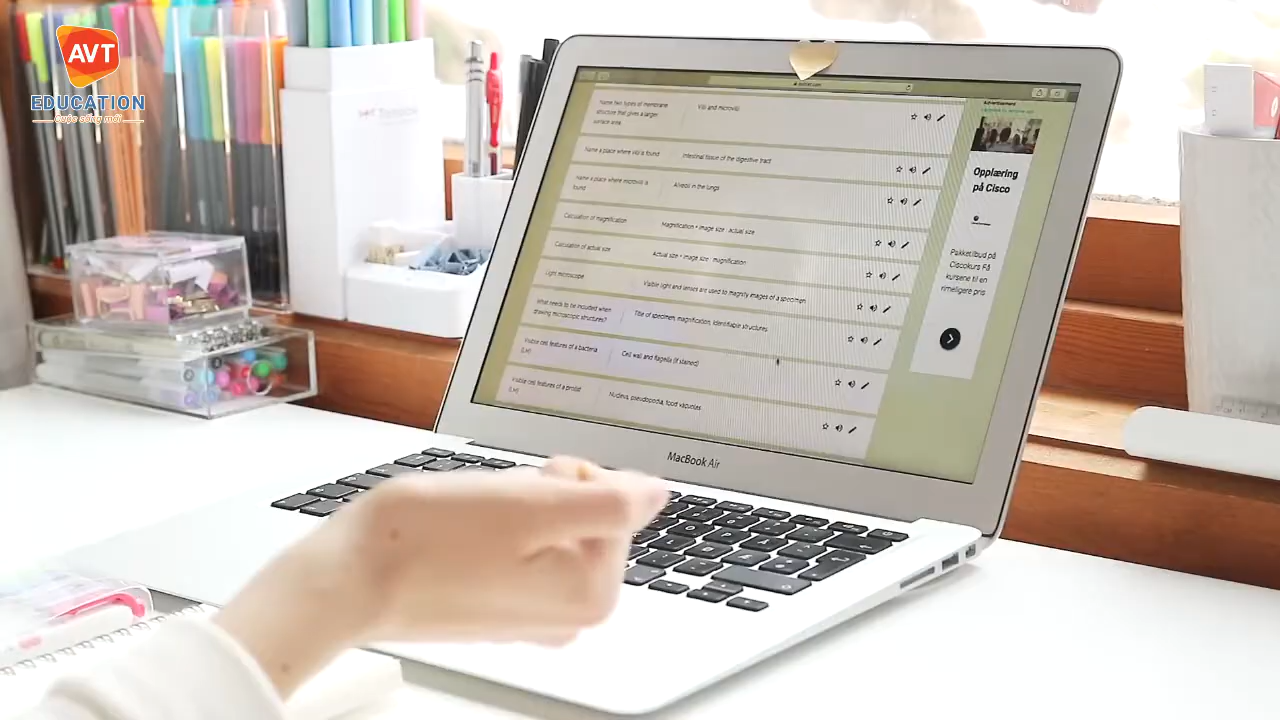 AVT
EDUCATION
Cuộc sống mới
Name two types of membrane
structure that gives a larger
surface area
Villi and microvilli
Name a place where villi is found
Intestinal tissue of the digestive tract
Name a place where microvilli is
found
Alveoli in the lungs
Calculation of magnification
Magnification = image size : actual size
Calculation of actual size
Actual size = image size : magnification
Light microscope
Visible light and lenses are used to magnify images of a specimen
What needs to be included when
drawing microscopic structures?
Title of specimen, magnification, identifiable structures
Visible cell features of a bacteria
(LM)
Cell wall and flagella (if stained)
Visible cell features of a protist
(LM)
Nucleus, pseudopodia, food vacuoles
Advertisement
Opplæring
på Cisco
Pakketilbud på
Ciscokurs Få
kursene til en
rimeligere pris
MacBook Air